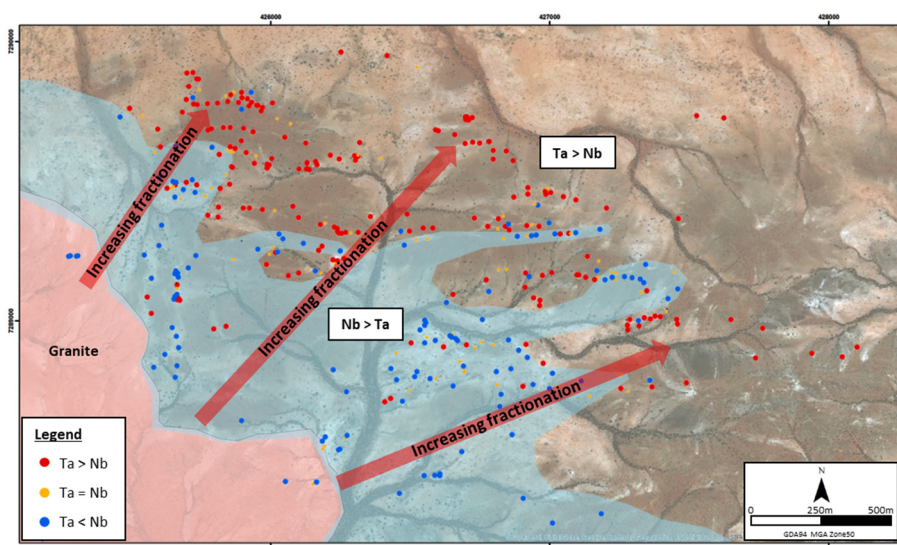 426000
427000
428000
7290000
Ta > Nb
Increasing fractionation
Increasing fractionation
Nb > Ta
7289000
Granite
Increasing fractionation
Legend
Ta > Nb
Ta = Nb
Ta < Nb
N
0 250m 500m
GDA94 MGA Zone50